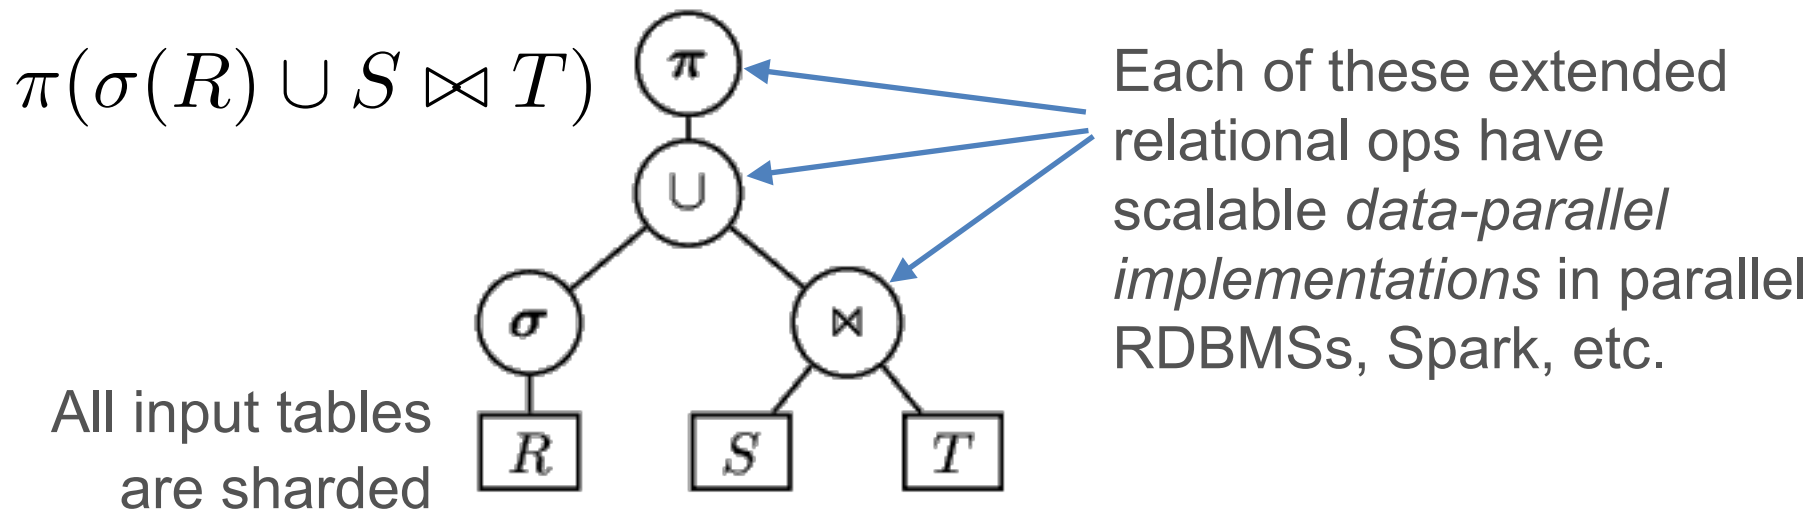 π(σ(R) ∪ S ⋈ T)
π
∪
σ
⋈
R
S
T
Each of these extended
relational ops have
scalable data-parallel
implementations in parallel
RDBMSs, Spark, etc.
All input tables
are sharded